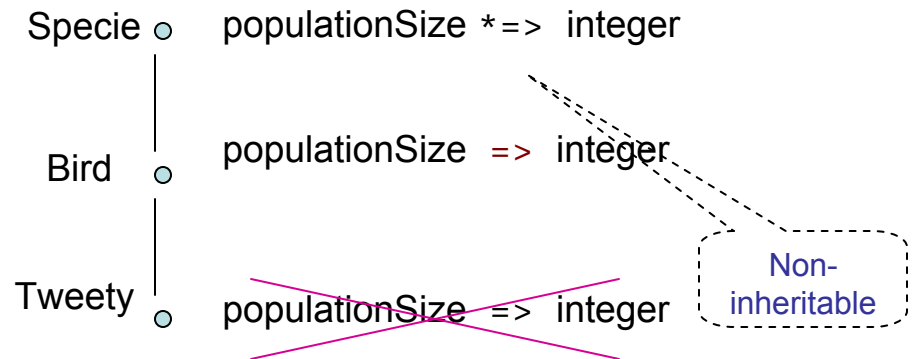 Specie populationSize *=> integer
Bird populationSize => integer
Non-
inheritable
Tweety populationSize => integer